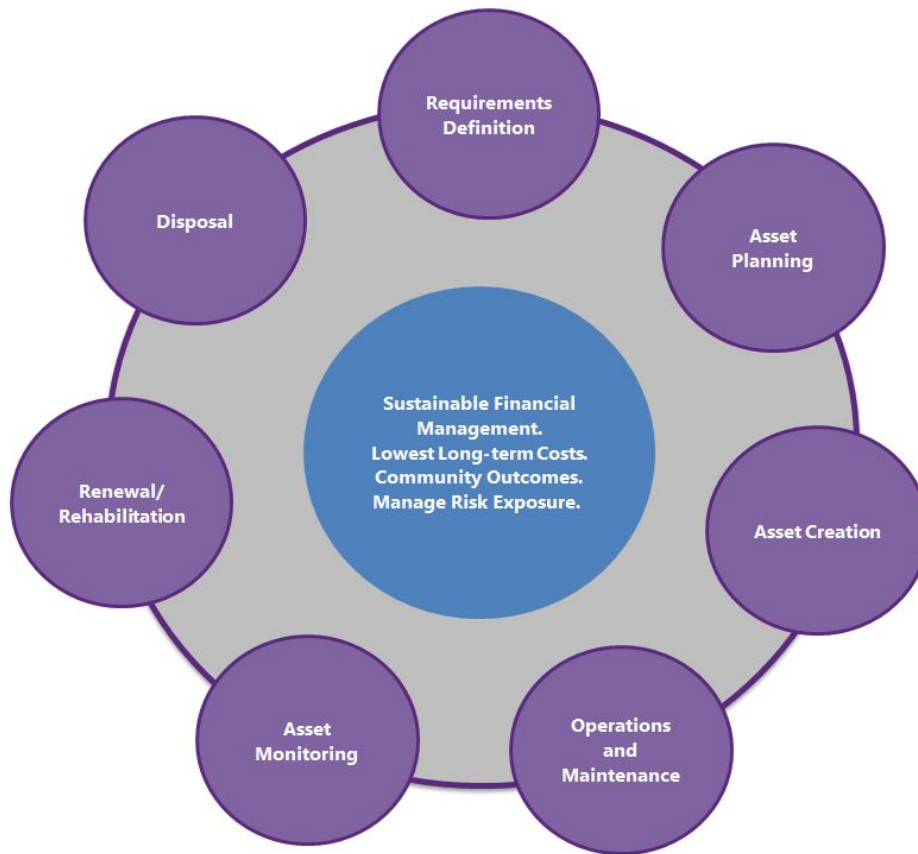 Requirements
Definition
Asset
Planning
Asset Creation
Operations
and
Maintenance
Asset
Monitoring
Renewal/
Rehabilitation
Disposal
Sustainable Financial
Management.
Lowest Long-term Costs.
Community Outcomes.
Manage Risk Exposure.